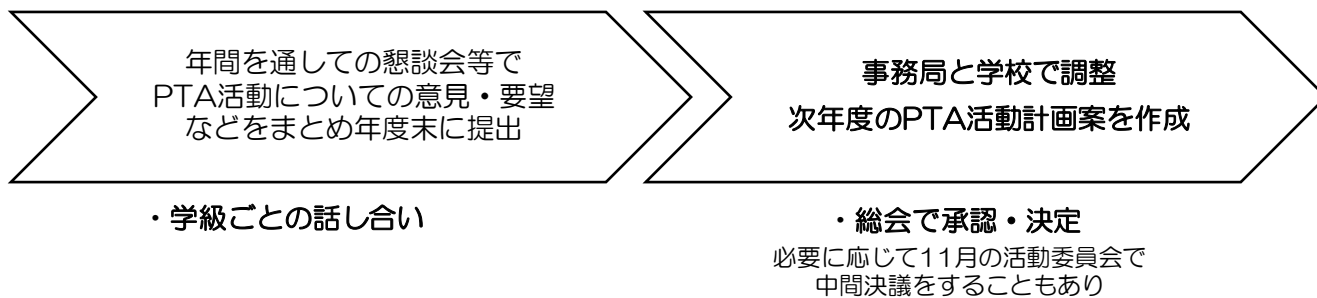 年間を通しての懇談会等で
PTA活動についての意見・要望
などをまとめ年度末に提出
・学級ごとの話し合い
事務局と学校で調整
次年度のPTA活動計画案を作成
・総会で承認・決定
必要に応じて11月の活動委員会で
中間決議をすることもあり